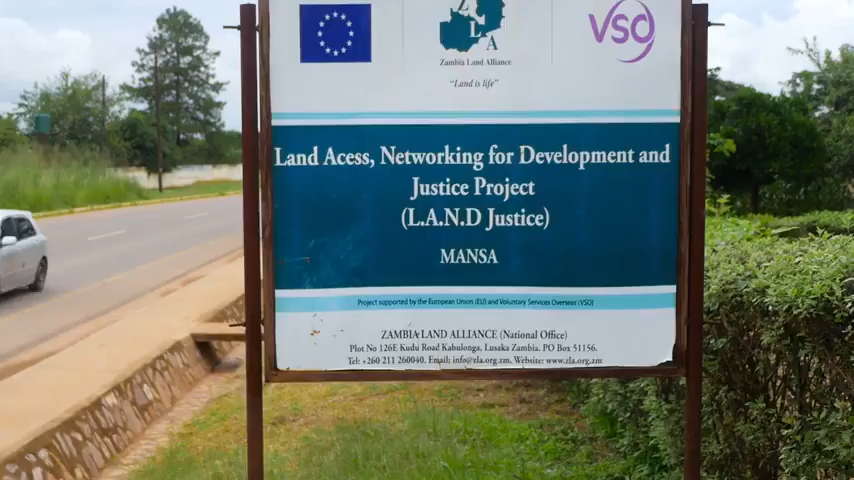 Z
L
A
Zambia Land Alliance
"Land is life"
VSO
Land Acess, Networking for Development and
Justice Project
(L.A.N.D Justice)
MANSA
Project supported by the European Union (EU) and Voluntary Services Overseas (VSO)
ZAMBIA LAND ALLIANCE (National Office)
Plot No 126E Kudu Road Kabulonga, Lusaka Zambia. PO Box 51156.
Tel: +260 211 260040. Email: info@zla.org.zm, Website: www.zla.org.zm